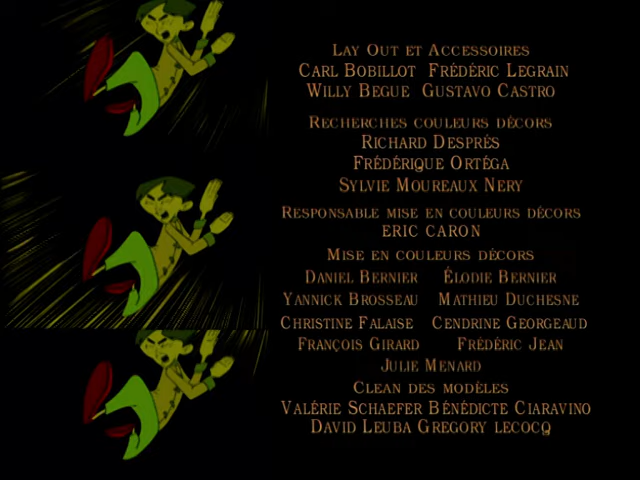 Lay Out et Accessoires
Carl Bobillot Frédéric Legrain
Willy Begue Gustavo Castro
Recherches couleurs décors
Richard Desprès
Frédérique Ortéga
Sylvie Moureaux Nery
Responsable mise en couleurs décors
ERIC CARON
Mise en couleurs décors
Daniel Bernier Élodie Bernier
Yannick Brosseau Mathieu Duchesne
Christine Falaise Cendrine Georgeaud
François Girard Frédéric Jean
Julie Menard
Clean des modèles
Valérie Schaefer Bénédicte Ciaravino
David Leuba Gregory lecocq